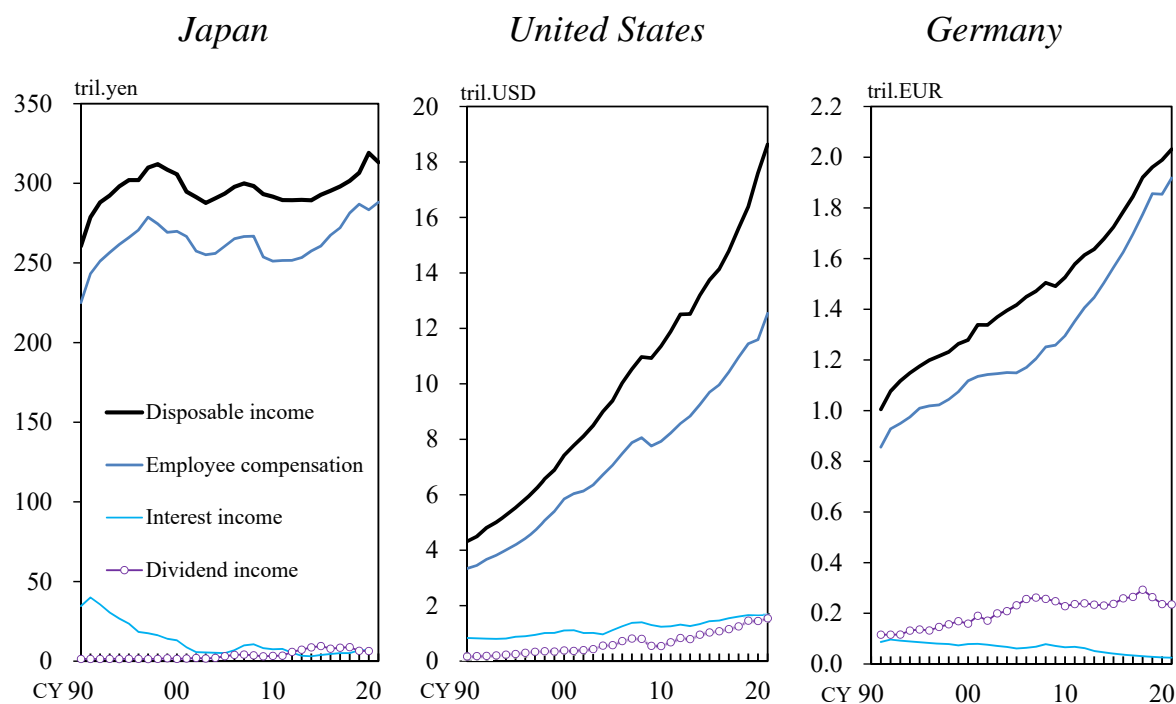 Japan
United States
Germany
tril.yen
350
300
250
200
150
100
50
0
Disposable income
Employee compensation
Interest income
Dividend income
CY 90 00 10 20
tril.USD
20
18
16
14
12
10
8
6
4
2
0
CY 90 00 10 20
tril.EUR
2.2
2.0
1.8
1.6
1.4
1.2
1.0
0.8
0.6
0.4
0.2
0.0
CY 90 00 10 20